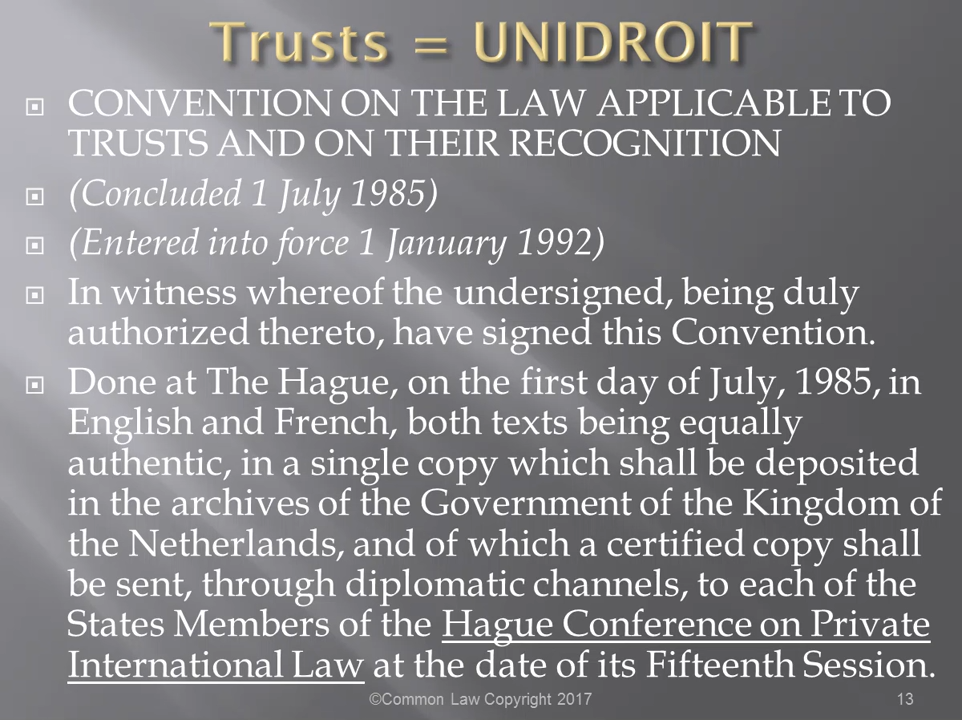 Trusts = UNIDROIT
CONVENTION ON THE LAW APPLICABLE TO
TRUSTS AND ON THEIR RECOGNITION
(Concluded 1 July 1985)
(Entered into force 1 January 1992)
In witness whereof the undersigned, being duly
authorized thereto, have signed this Convention.
Done at The Hague, on the first day of July, 1985, in
English and French, both texts being equally
authentic, in a single copy which shall be deposited
in the archives of the Government of the Kingdom of
the Netherlands, and of which a certified copy shall
be sent, through diplomatic channels, to each of the
States Members of the Hague Conference on Private
International Law at the date of its Fifteenth Session.
©Common Law Copyright 2017 13